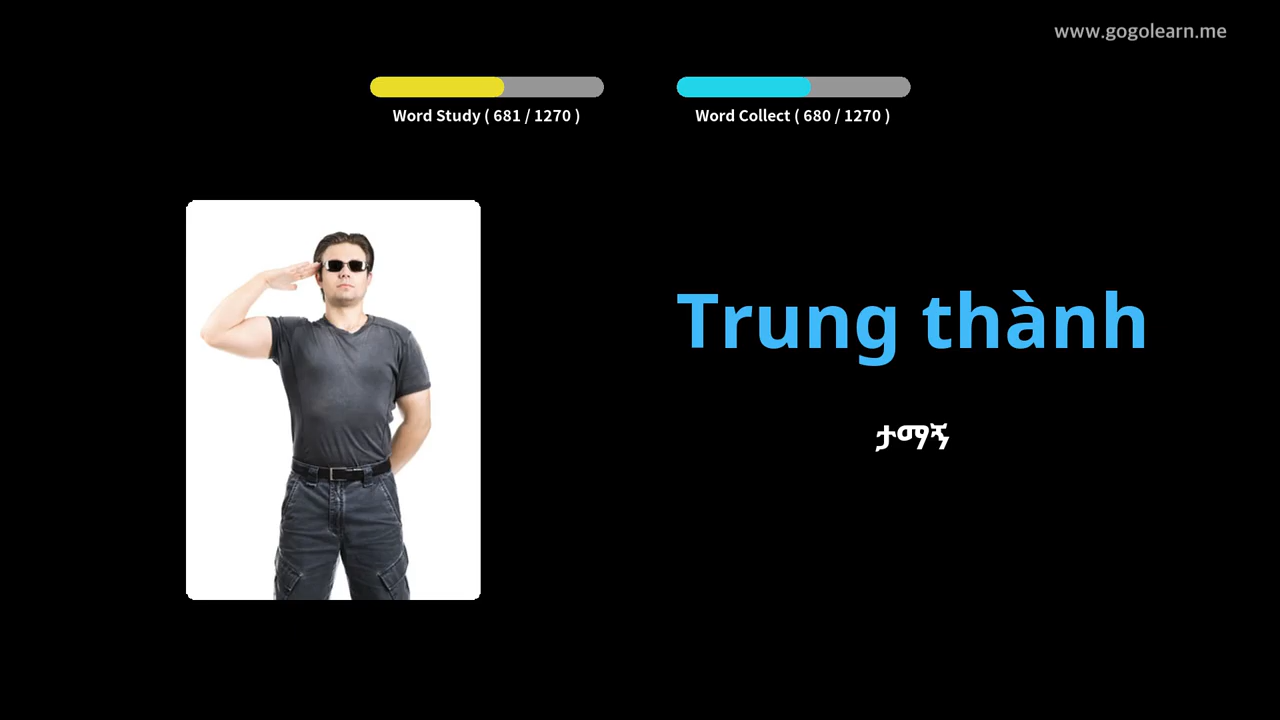 www.gogolearn.me
Word Study ( 681 / 1270 )
Word Collect ( 680 / 1270 )
Trung thành
ታማኝ